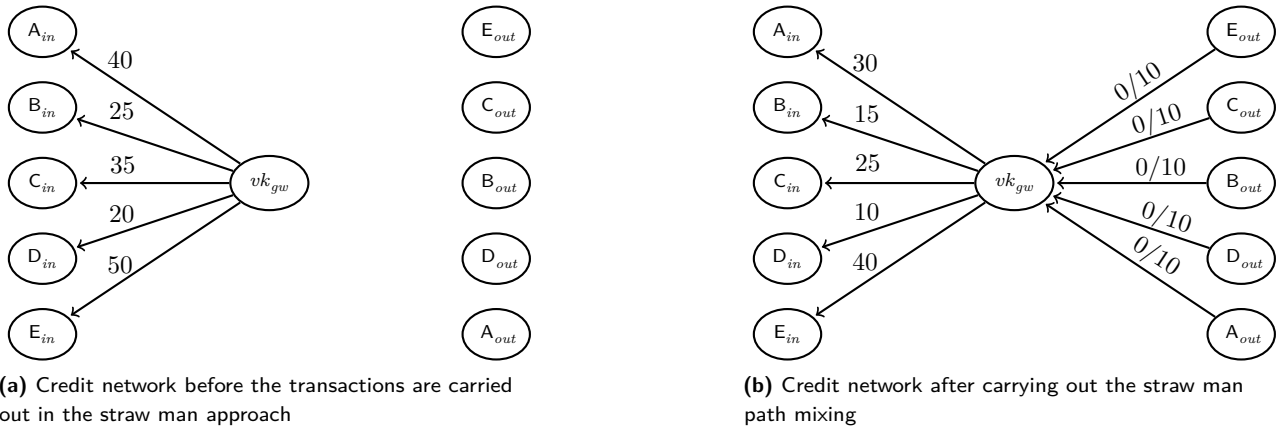 A_in
40
B_in
25
C_in
35
D_in
20
E_in
50
vk_gw
E_out
C_out
B_out
D_out
A_out
(a) Credit network before the transactions are carried
out in the straw man approach
A_in
30
B_in
15
C_in
25
D_in
10
E_in
40
vk_gw
0/10
0/10
0/10
0/10
0/10
E_out
C_out
B_out
D_out
A_out
(b) Credit network after carrying out the straw man
path mixing